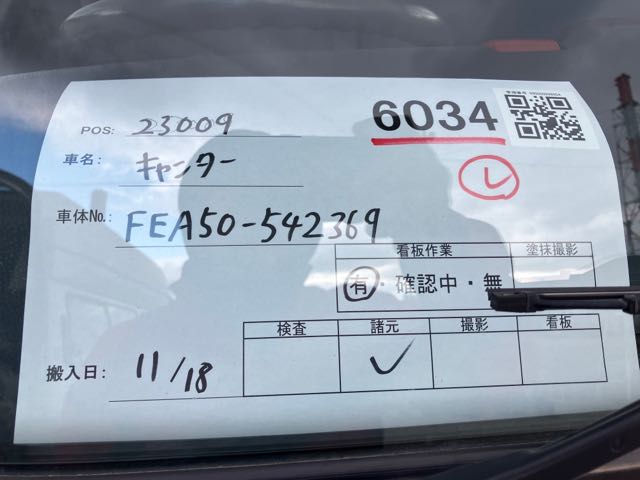 6034
POS: 23009
車名: キャンター
レ
車体No.: FEA50-542369
看板作業 塗抹撮影
有・確認中・無
検査 諸元 撮影 看板
搬入日: 11/18 ✓